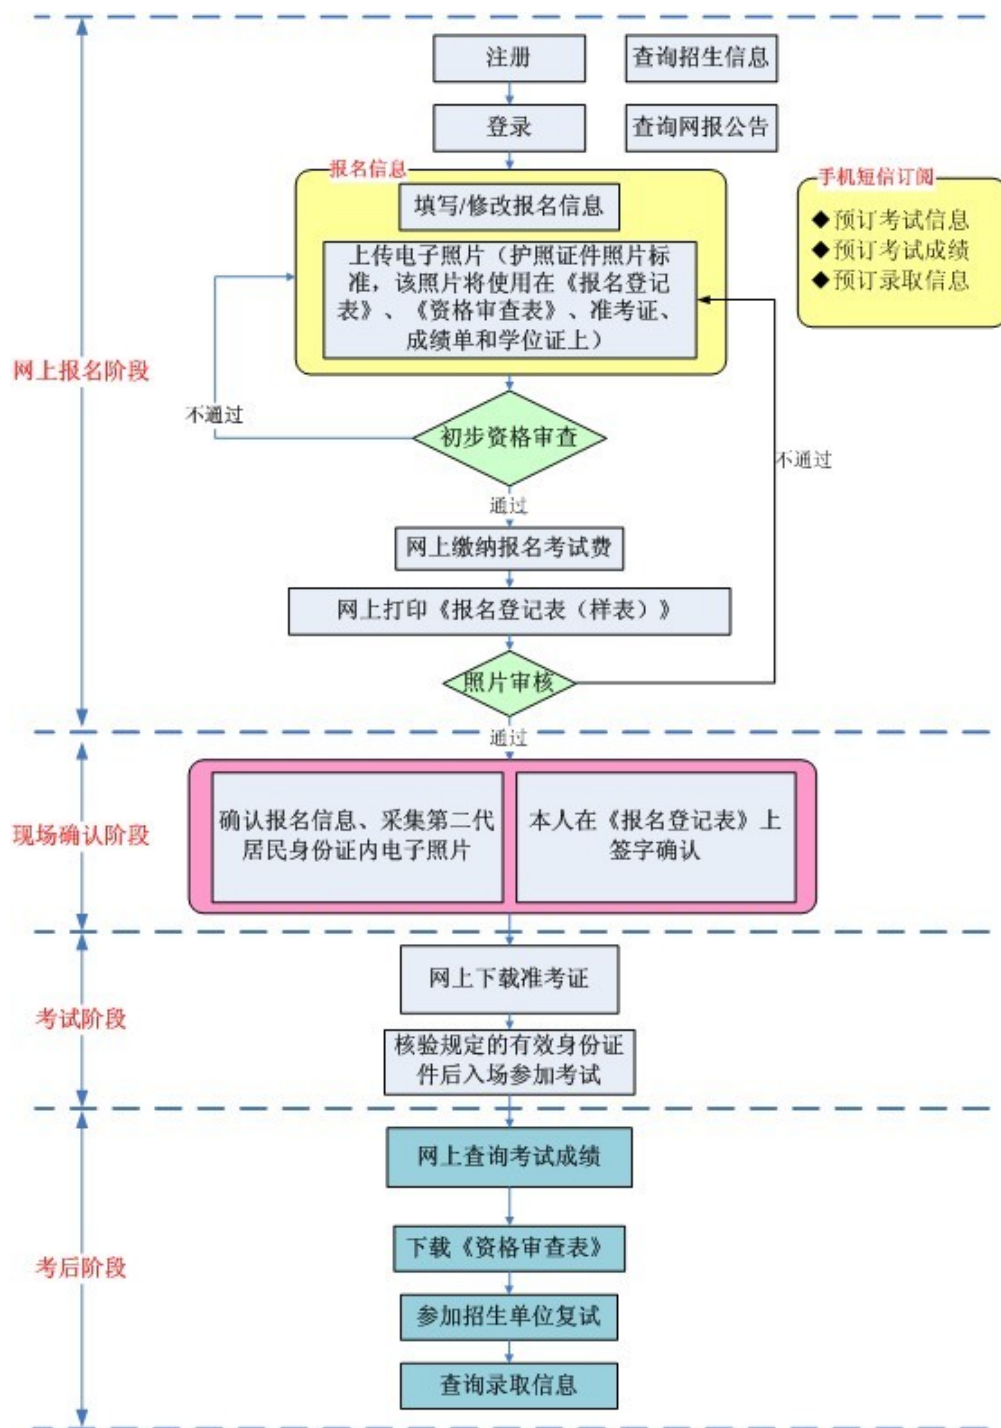 注册
查询招生信息
登录
查询网报公告
报名信息
填写/修改报名信息
上传电子照片（护照证件照片标
准，该照片将使用在《报名登记
表》、《资格审查表》、准考证、
成绩单和学位证上）
手机短信订阅
◆预订考试信息
◆预订考试成绩
◆预订录取信息
网上报名阶段
不通过
初步资格审查
不通过
通过
网上缴纳报名考试费
网上打印《报名登记表（样表）》
照片审核
通过
现场确认阶段
确认报名信息、采集第二代
居民身份证内电子照片
本人在《报名登记表》上
签字确认
考试阶段
网上下载准考证
核验规定的有效身份证
件后入场参加考试
考后阶段
网上查询考试成绩
下载《资格审查表》
参加招生单位复试
查询录取信息